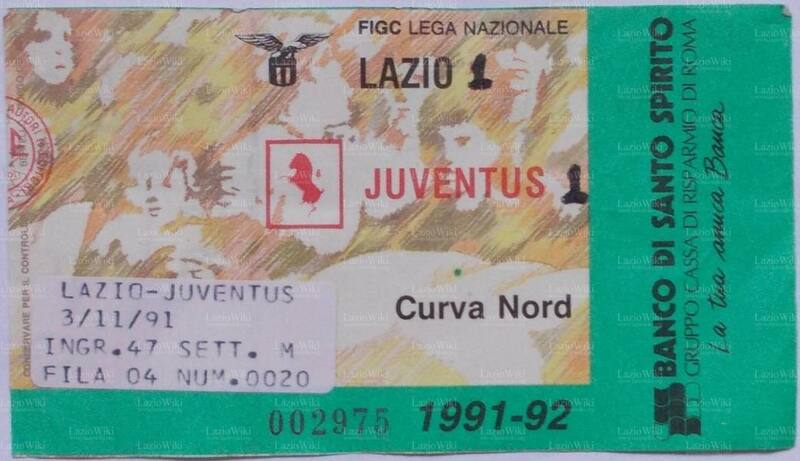 FIGC LEGA NAZIONALE
LAZIO 1
JUVENTUS 1
Curva Nord
CONSERVARE PER IL CONTROL
LAZIO-JUVENTUS
3/11/91
INGR.47 SETT. M
FILA 04 NUM.0020
002975 1991-92
BANCO DI SANTO SPIRITO
GRUPPO CASSA DI RISPARMIO DI ROMA
La tua amica Banca
LazioWiki